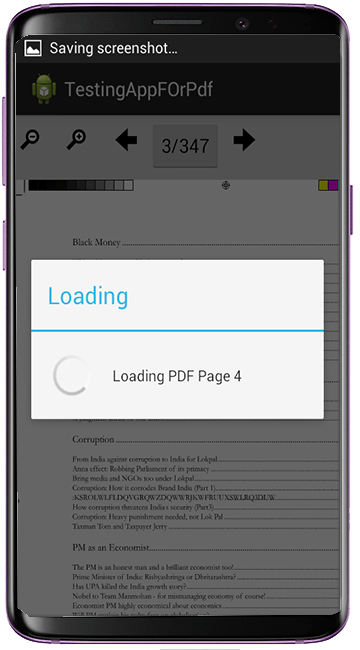 Saving screenshot...
TestingAppFOrPdf
3/347
Black Money
Loading
Loading PDF Page 4
Corruption
From India against corruption to India for Lokpal
Anna effect: Robbing Parliament of its primacy
Bring media and NGOs too under Lokpal
Corruption: How it corrodes Brand India (Part 1)
How corruption threatens India's security (Part3)
Corruption: Heavy punishment needed, not Lok Pal
Taxman Tom and Taxpayer Jerry
PM as an Economist
The PM is an honest man and a brilliant economist too!
Prime Minister of India Rishyashringa or Dhritarashtra?
Has UPA killed the India growth story?
Nobel to Team Manmohan - for mismanaging economy of course!
Economist PM highly economical about economics